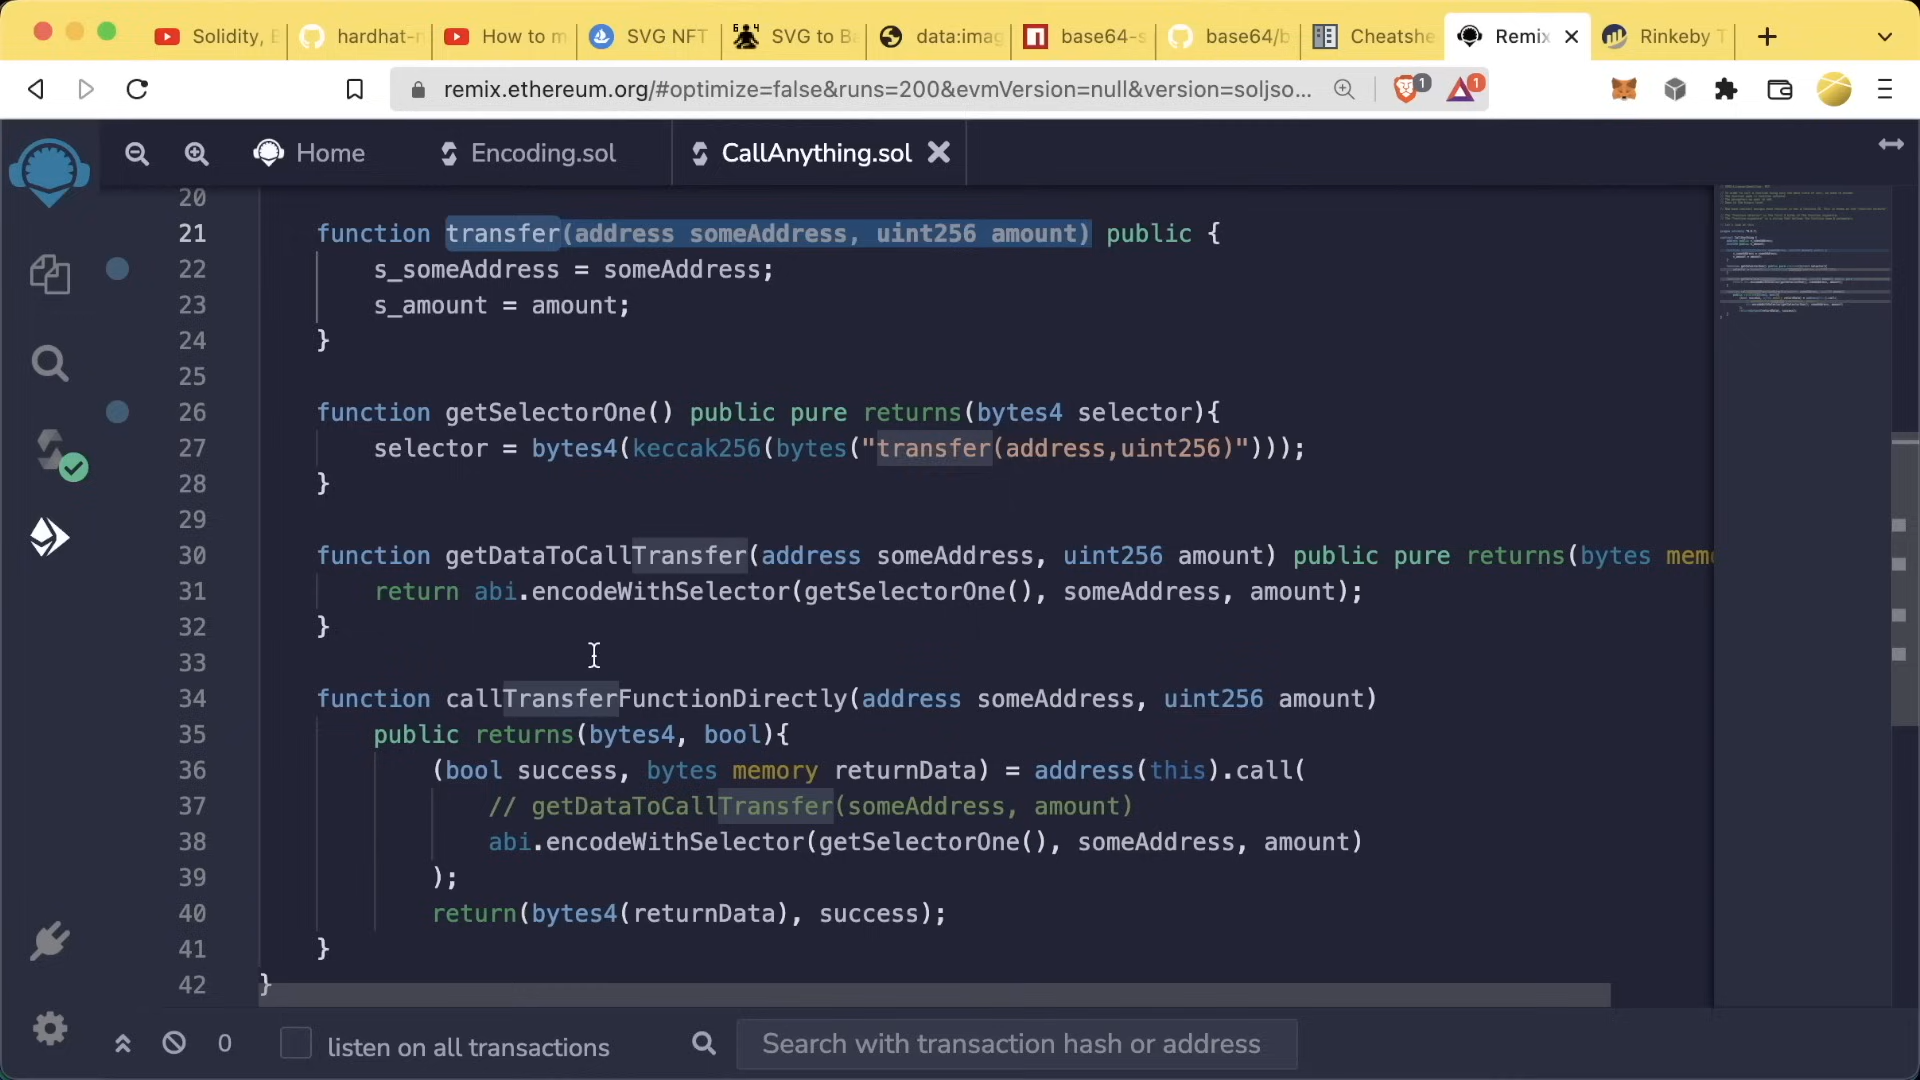 Solidity, E
hardhat-n
How to m
SVG NFT
SVG to Ba
data:imag
base64-s
base64/b
Cheatshe
Remix
Rinkeby T
remix.ethereum.org/#optimize=false&runs=200&evmVersion=null&version=soljso...
1
1
Home
Encoding.sol
CallAnything.sol
20
21 function transfer(address someAddress, uint256 amount) public {
22 s_someAddress = someAddress;
23 s_amount = amount;
24 }
25
26 function getSelectorOne() public pure returns(bytes4 selector){
27 selector = bytes4(keccak256(bytes("transfer(address,uint256)")));
28 }
29
30 function getDataToCallTransfer(address someAddress, uint256 amount) public pure returns(bytes memo
31 return abi.encodeWithSelector(getSelectorOne(), someAddress, amount);
32 }
33
34 function callTransferFunctionDirectly(address someAddress, uint256 amount)
35 public returns(bytes4, bool){
36 (bool success, bytes memory returnData) = address(this).call(
37 // getDataToCallTransfer(someAddress, amount)
38 abi.encodeWithSelector(getSelectorOne(), someAddress, amount)
39 );
40 return(bytes4(returnData), success);
41 }
42 }
0
listen on all transactions
Search with transaction hash or address